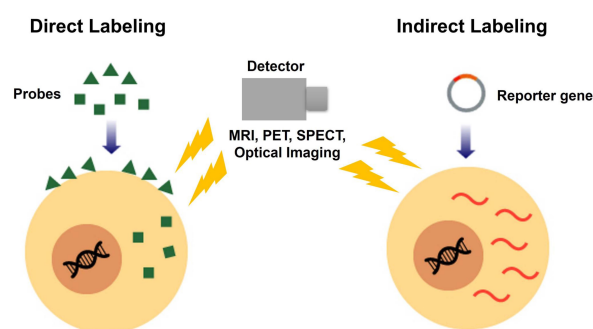 Direct Labeling
Indirect Labeling
Detector
Probes
Reporter gene
MRI, PET, SPECT,
Optical Imaging